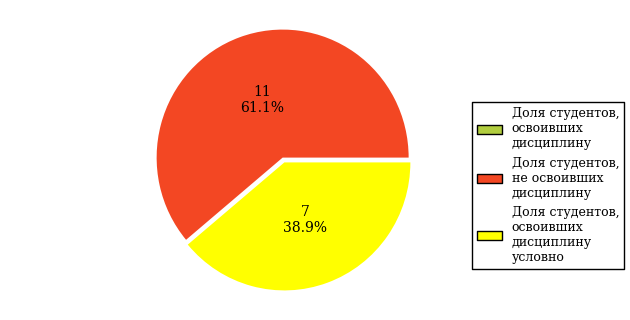 11
61.1%
7
38.9%
Доля студентов,
освоивших
дисциплину
Доля студентов,
не освоивших
дисциплину
Доля студентов,
освоивших
дисциплину
условно